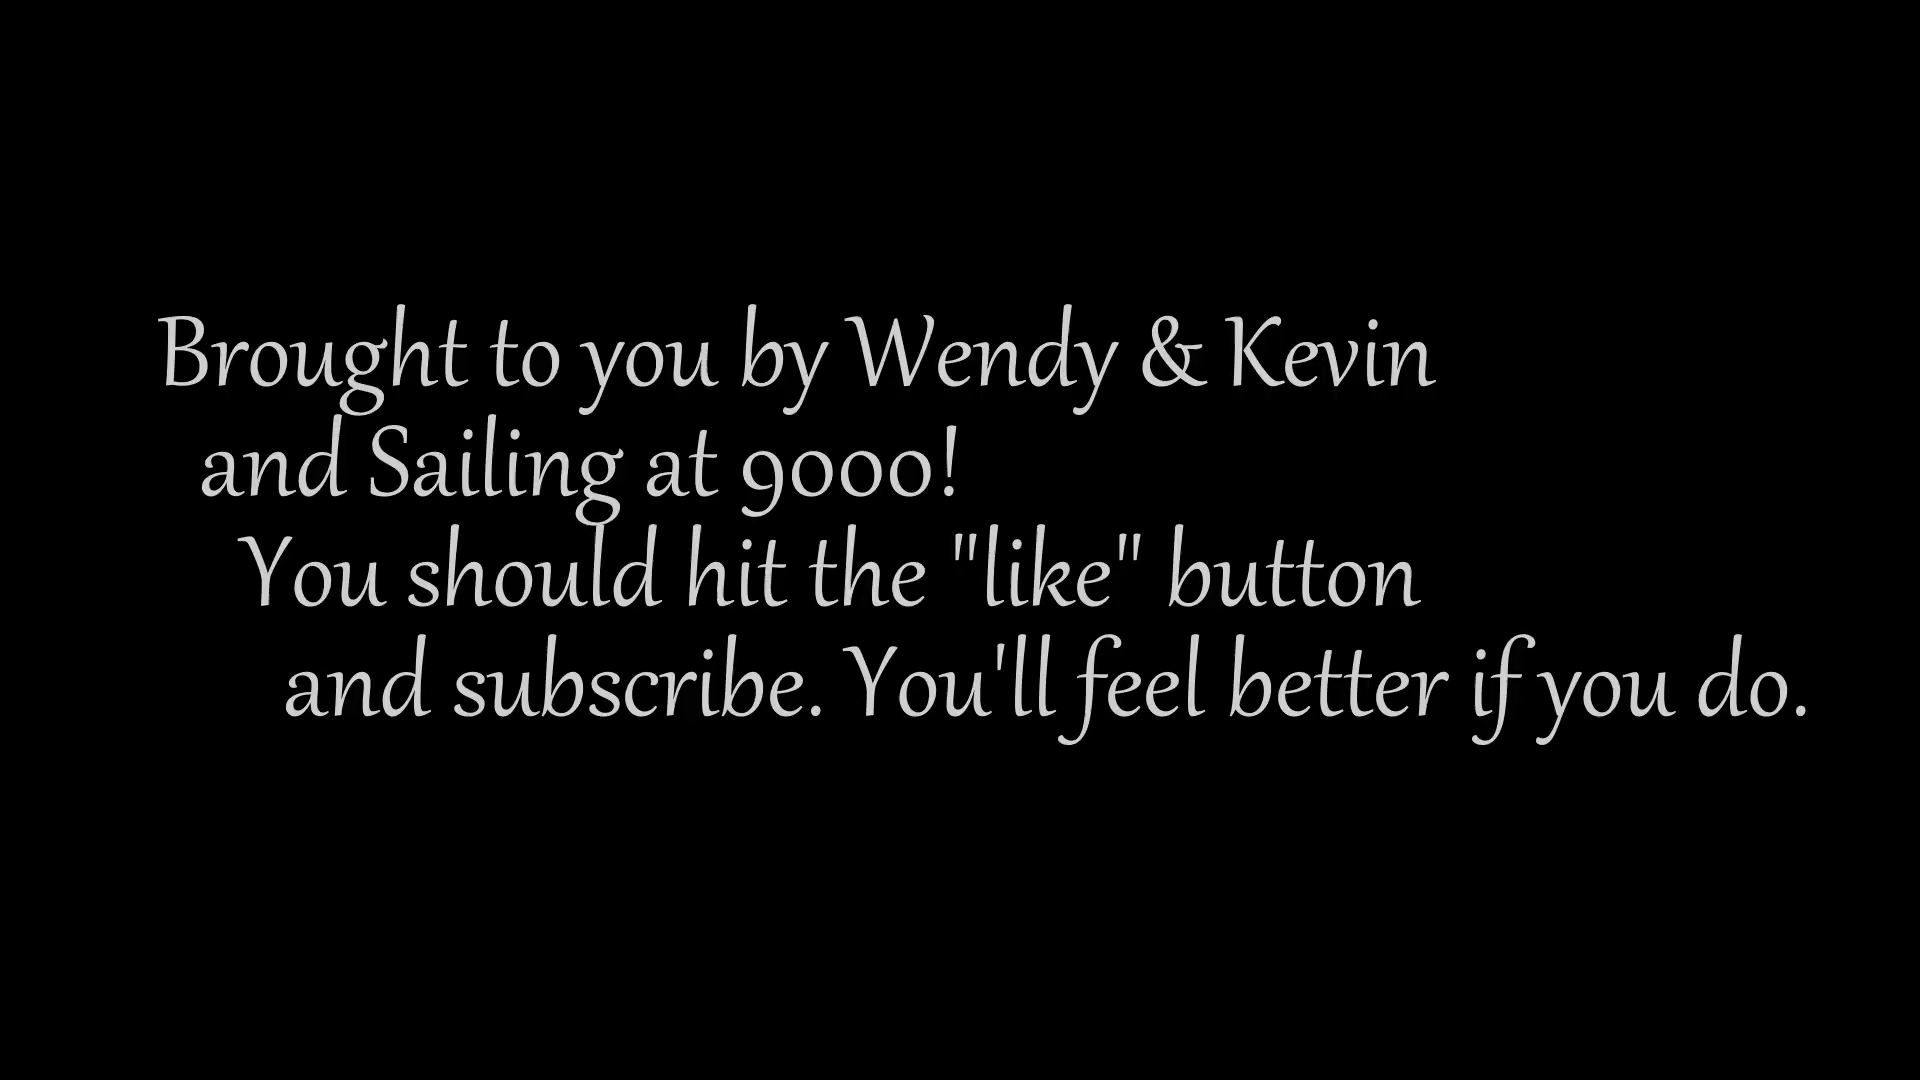 Brought to you by Wendy & Kevin
and Sailing at 9000!
You should hit the "like" button
and subscribe. You'll feel better if you do.